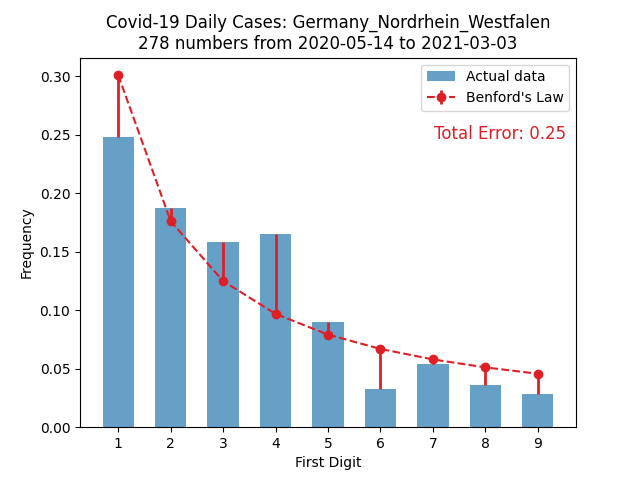 Covid-19 Daily Cases: Germany_Nordrhein_Westfalen
278 numbers from 2020-05-14 to 2021-03-03
Actual data
Benford's Law
Total Error: 0.25
Frequency
0.30
0.25
0.20
0.15
0.10
0.05
0.00
1 2 3 4 5 6 7 8 9
First Digit